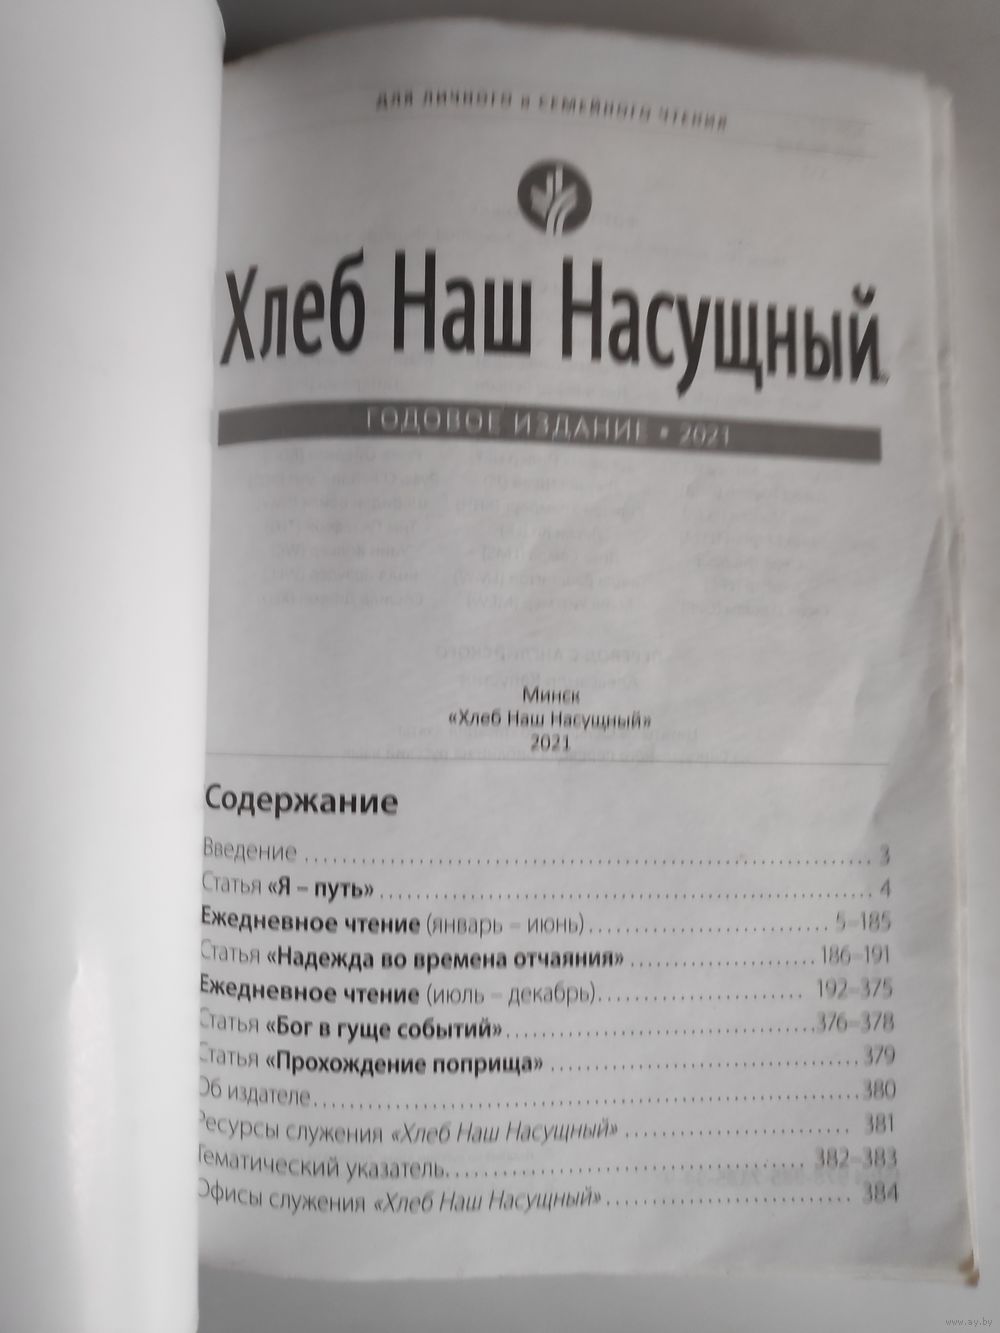 ДЛЯ ЛИЧНОГО И СЕМЕЙНОГО ЧТЕНИЯ
Хлеб Наш Насущный
ГОДОВОЕ ИЗДАНИЕ • 2021
Минск
«Хлеб Наш Насущный»
2021
Содержание
Введение 3
Статья «Я – путь» 4
Ежедневное чтение (январь – июнь) 5–185
Статья «Надежда во времена отчаяния» 186–191
Ежедневное чтение (июль – декабрь) 192–375
Статья «Бог в гуще событий» 376–378
Статья «Прохождение поприща» 379
Об издателе 380
Ресурсы служения «Хлеб Наш Насущный» 381
Тематический указатель 382–383
Офисы служения «Хлеб Наш Насущный» 384
www.ay.by